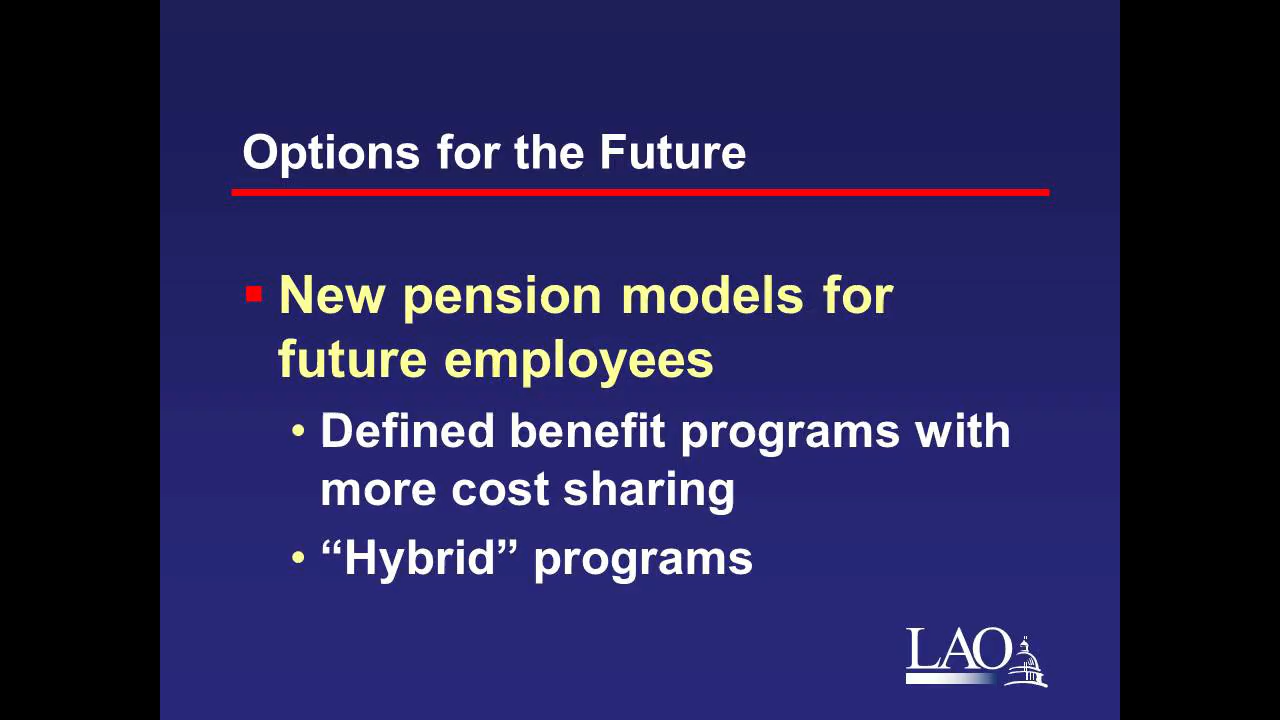 Options for the Future
▪ New pension models for
future employees
• Defined benefit programs with
more cost sharing
• “Hybrid” programs
LAO